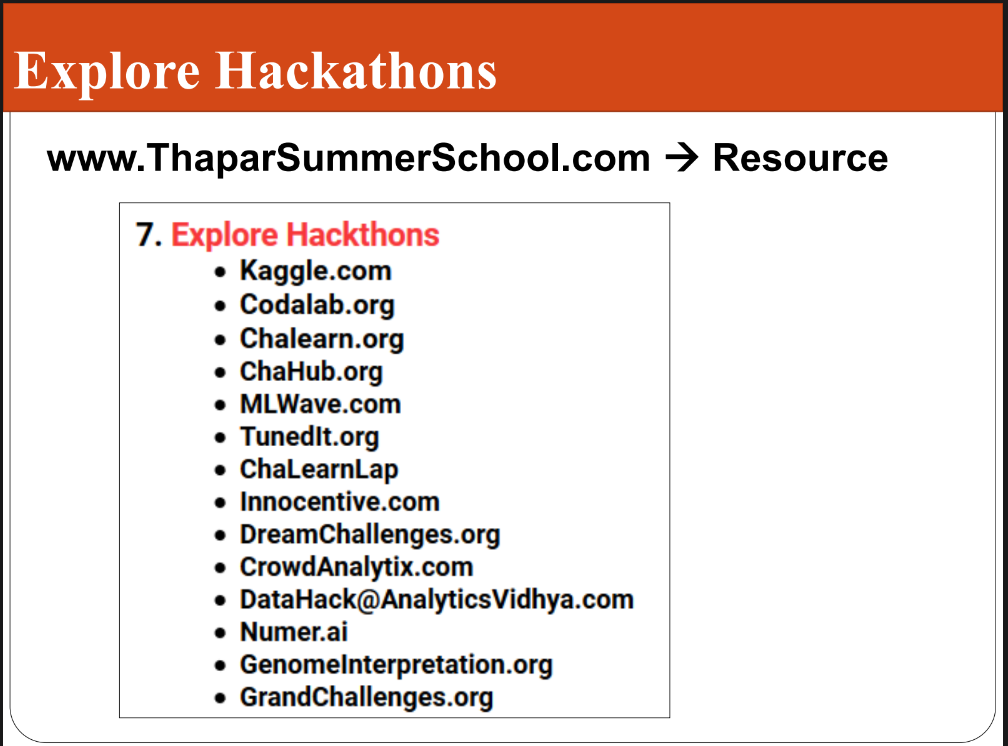 Explore Hackathons
www.ThaparSummerSchool.com → Resource
7. Explore Hackthons
• Kaggle.com
• Codalab.org
• Chalearn.org
• ChaHub.org
• MLWave.com
• TunedIt.org
• ChaLearnLap
• Innocentive.com
• DreamChallenges.org
• CrowdAnalytix.com
• DataHack@AnalyticsVidhya.com
• Numer.ai
• GenomeInterpretation.org
• GrandChallenges.org